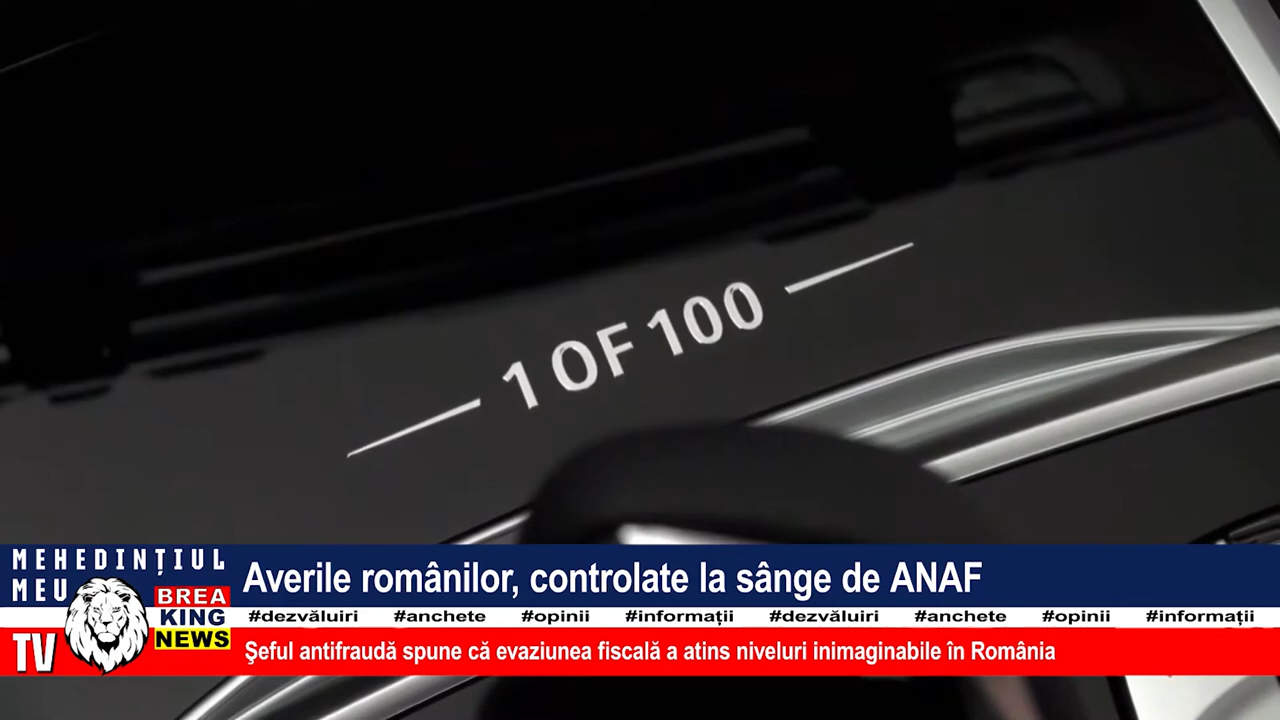 1 OF 100
MEHEDINȚIUL
MEU
TV
BREA
KING
NEWS
Averile românilor, controlate la sânge de ANAF
#dezvăluiri #anchete #opinii #informații #dezvăluiri #anchete #opinii #informații
Şeful antifraudă spune că evaziunea fiscală a atins niveluri inimaginabile în România